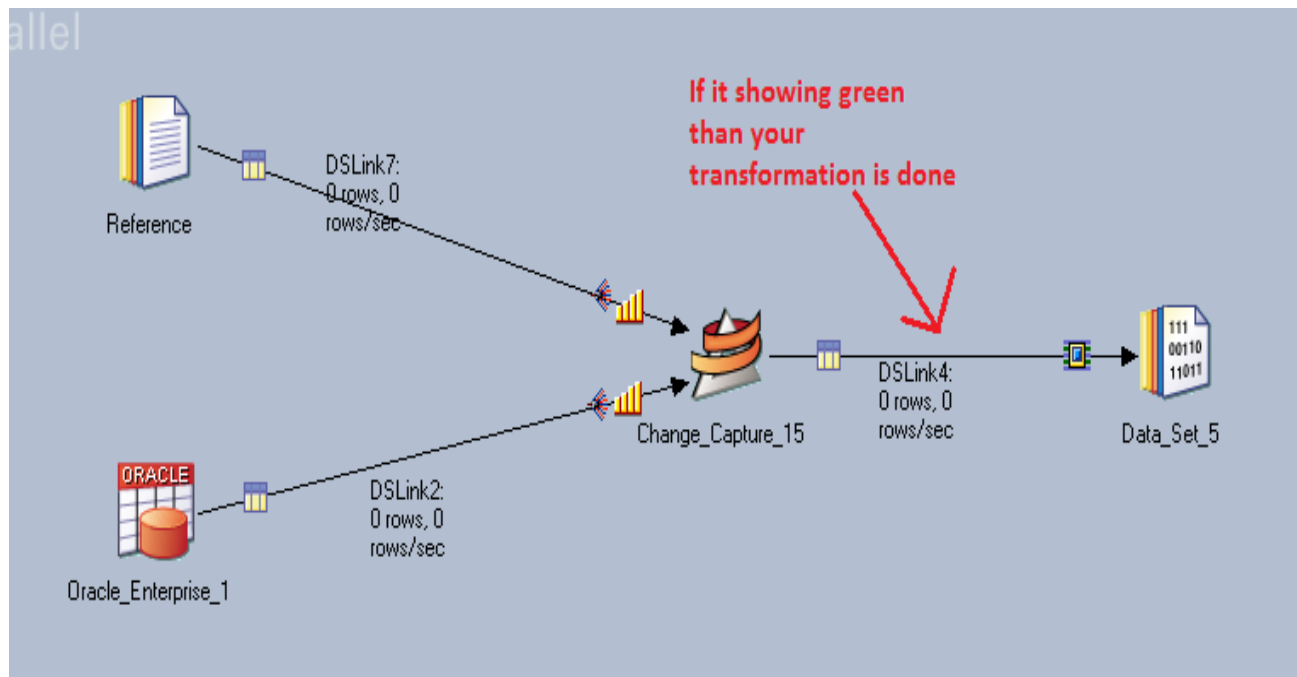 allel
If it showing green
than your
transformation is done
DSLink7:
0 rows, 0
rows/sec
Reference
111
00110
11011
DSLink4:
0 rows, 0
rows/sec
Change_Capture_15
Data_Set_5
ORACLE
DSLink2:
0 rows, 0
rows/sec
Oracle_Enterprise_1